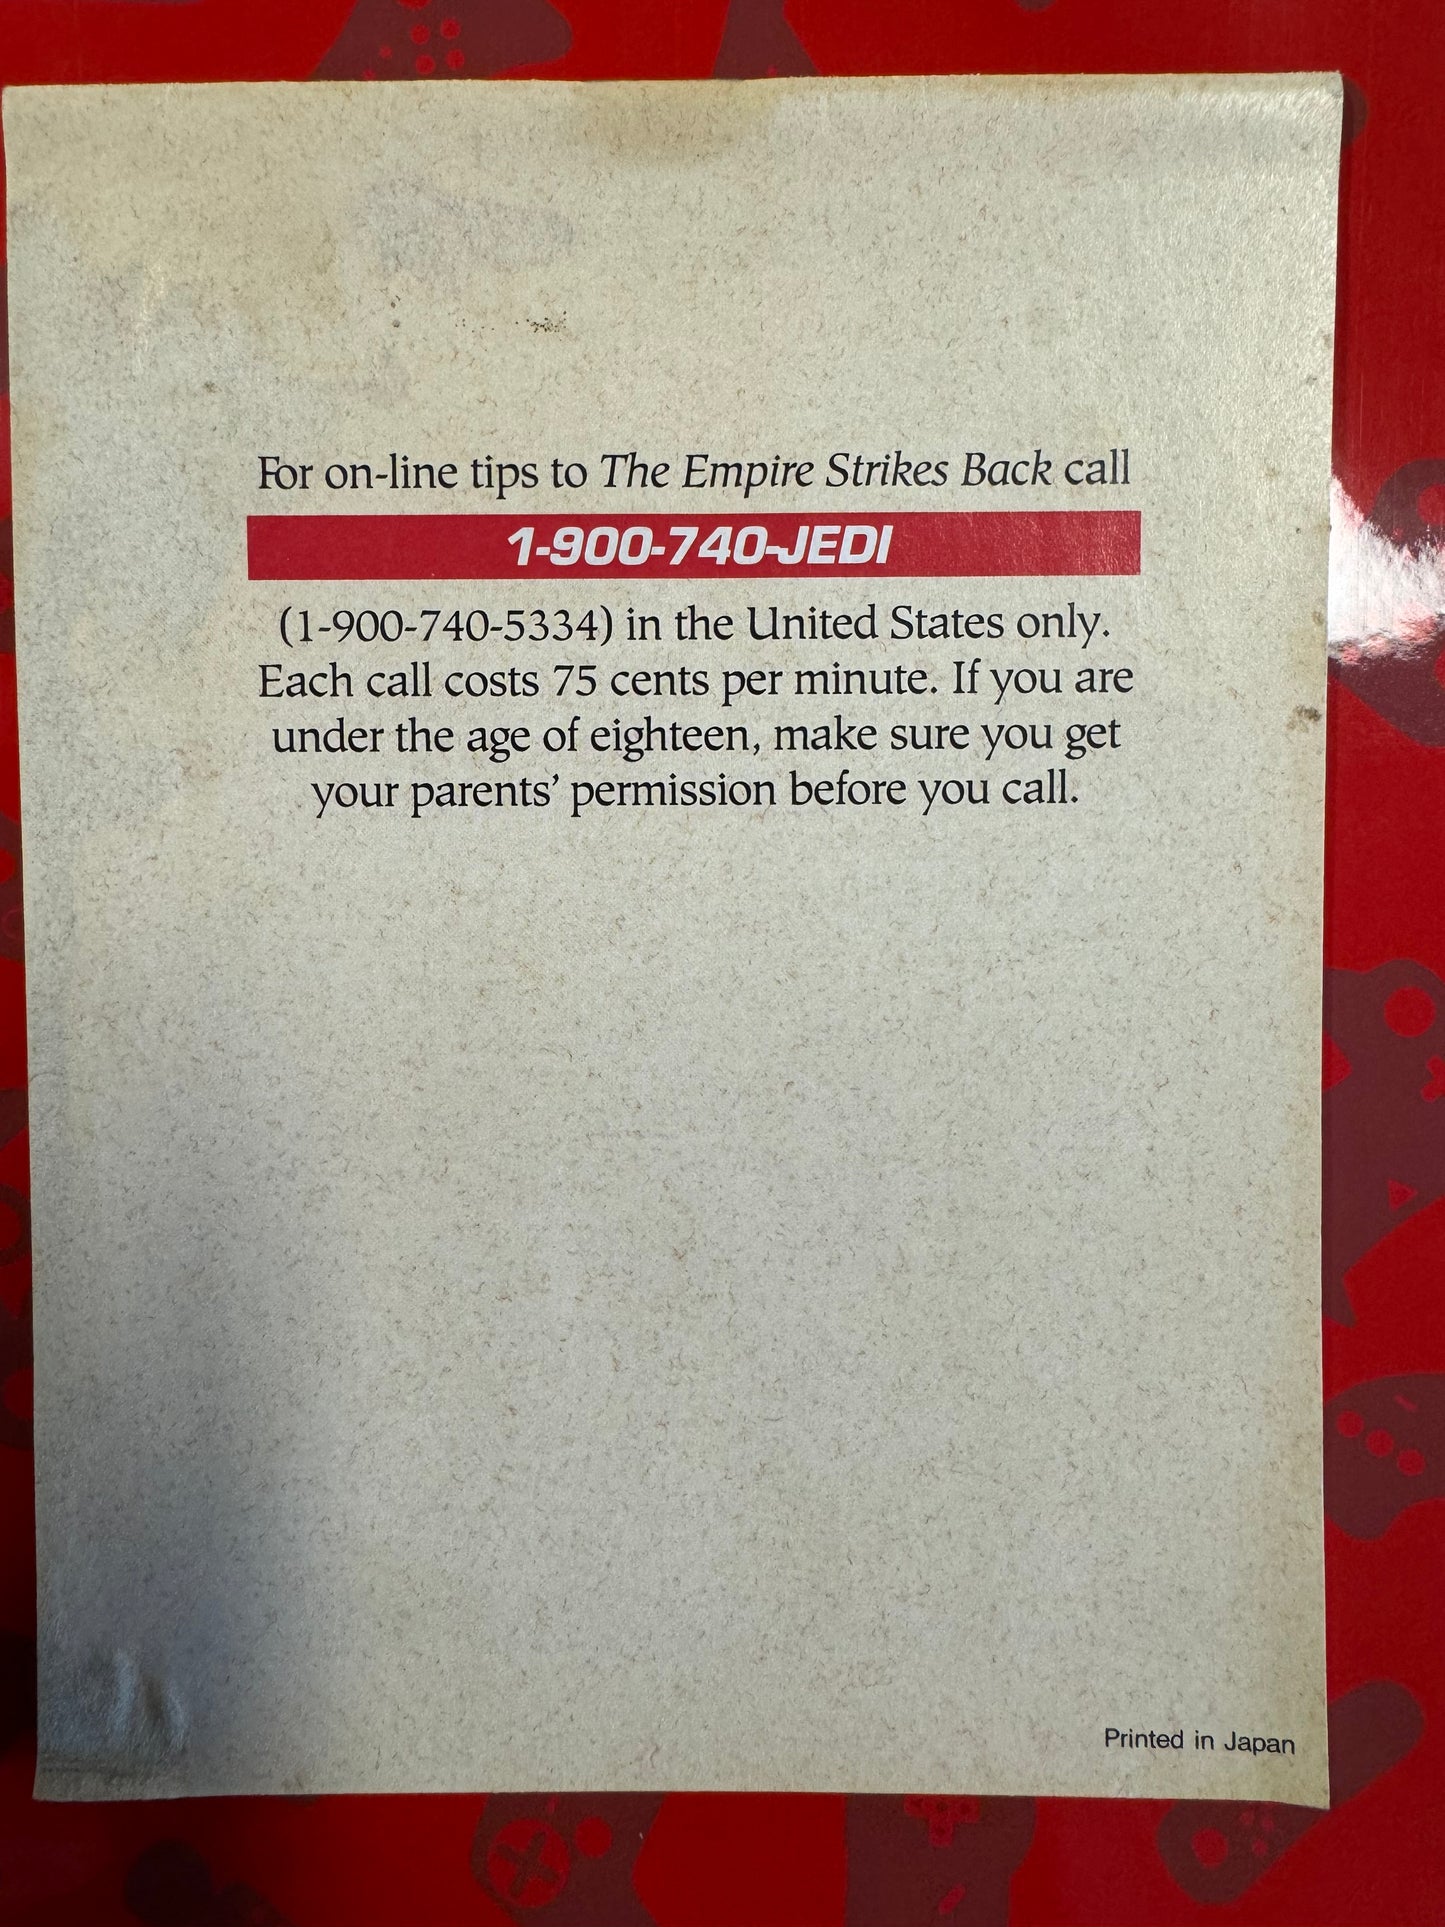 For on-line tips to The Empire Strikes Back call
1-900-740-JEDI
(1-900-740-5334) in the United States only.
Each call costs 75 cents per minute. If you are
under the age of eighteen, make sure you get
your parents’ permission before you call.
Printed in Japan